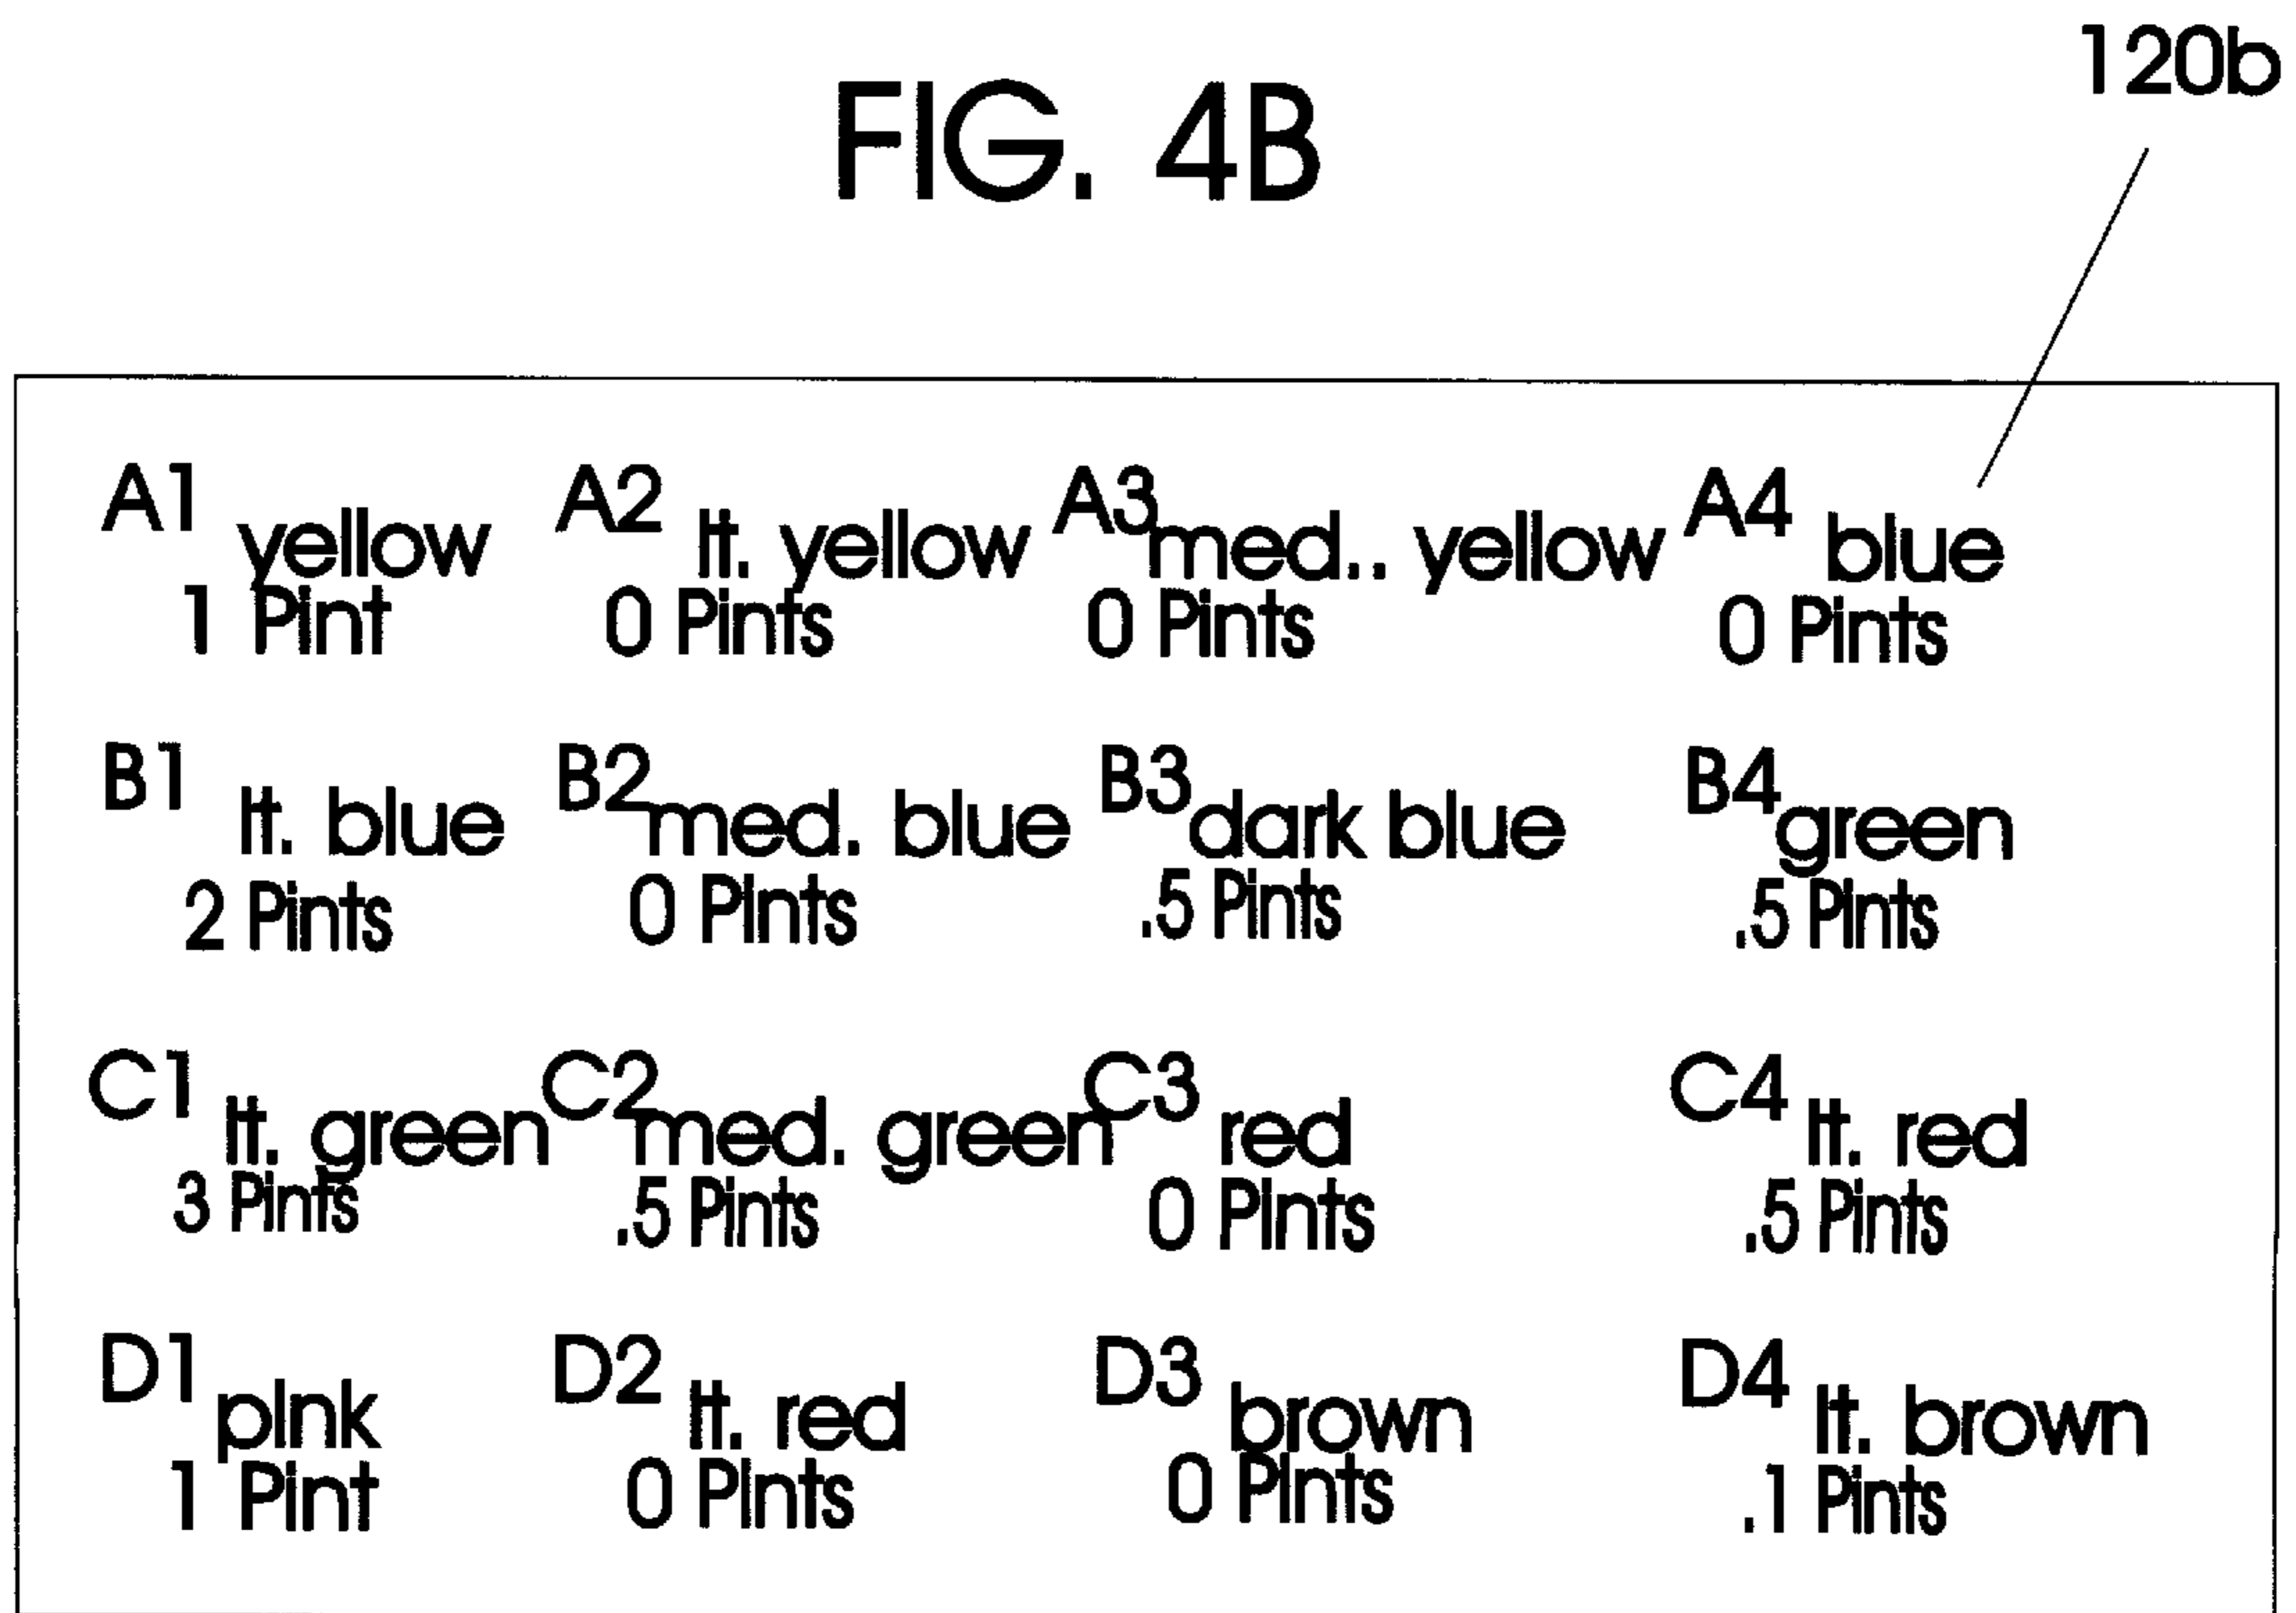 120b
FIG. 4B
A1 yellow A2 lt. yellow A3 med.. yellow A4 blue
1 Pint 0 Pints 0 Pints 0 Pints
B1 lt. blue B2 med. blue B3 dark blue B4 green
2 Pints 0 Pints .5 Pints .5 Pints
C1 lt. green C2 med. green C3 red C4 lt. red
3 Pints .5 Pints 0 Pints .5 Pints
D1 pink D2 lt. red D3 brown D4 lt. brown
1 Pint 0 Pints 0 Pints .1 Pints